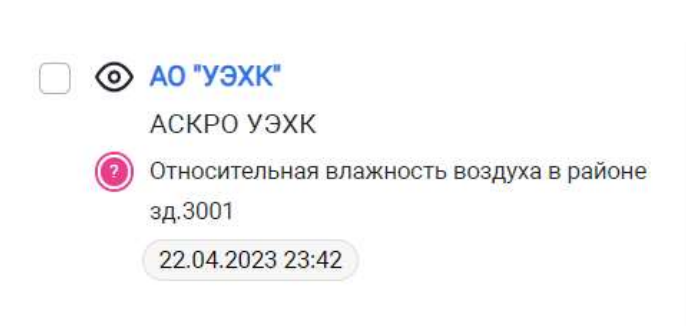 АО "УЭХК"
АСКРО УЭХК
? Относительная влажность воздуха в районе
зд.3001
22.04.2023 23:42